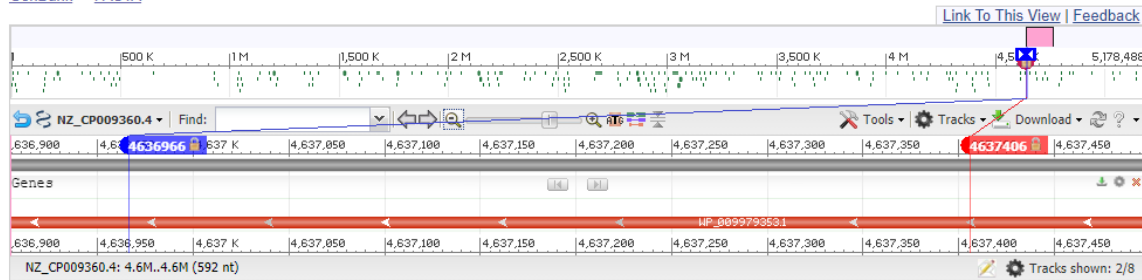 Link To This View | Feedback
1 500 K 1 M 1,500 K 2 M 2,500 K 3 M 3,500 K 4 M 4,5 K 5,178,488
NZ_CP009360.4 Find: Tools Tracks Download ?
,636,900 4,6 4636966 637 K 4,637,050 4,637,100 4,637,150 4,637,200 4,637,250 4,637,300 4,637,350 4637406 4,637,450
Genes
WP_009979353.1
,636,900 4,636,950 4,637 K 4,637,050 4,637,100 4,637,150 4,637,200 4,637,250 4,637,300 4,637,350 4,637,400 4,637,450
NZ_CP009360.4: 4.6M..4.6M (592 nt) Tracks shown: 2/8